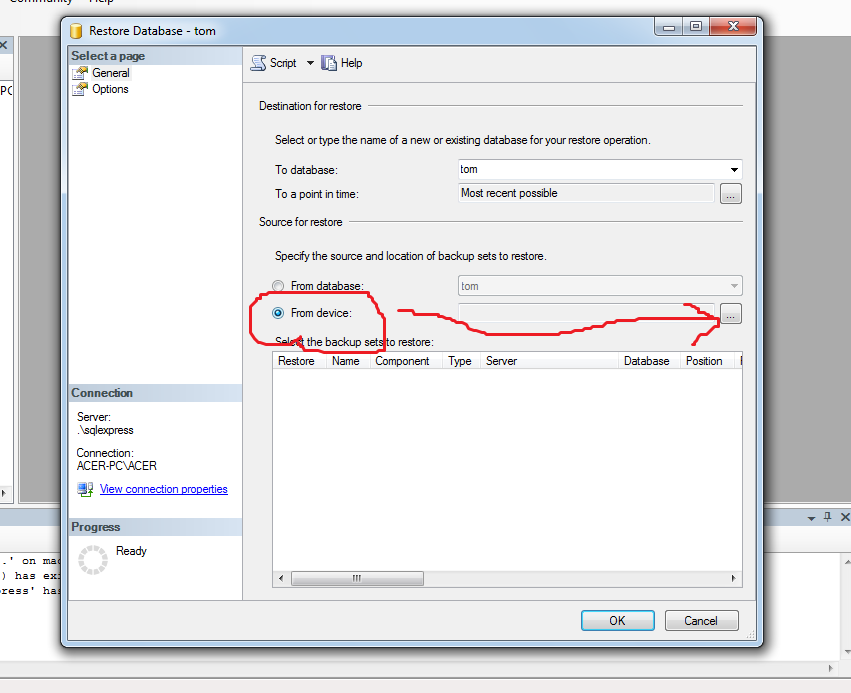 Community Help
Restore Database - tom
Select a page
General
Options
Script Help
Destination for restore
Select or type the name of a new or existing database for your restore operation.
To database: tom
To a point in time: Most recent possible ...
Source for restore
Specify the source and location of backup sets to restore.
From database: tom
From device: ...
Select the backup sets to restore:
Restore Name Component Type Server Database Position
Connection
Server:
.\sqlexpress
Connection:
ACER-PC\ACER
View connection properties
Progress
Ready
OK Cancel
PC
.' on
) has
ress' has